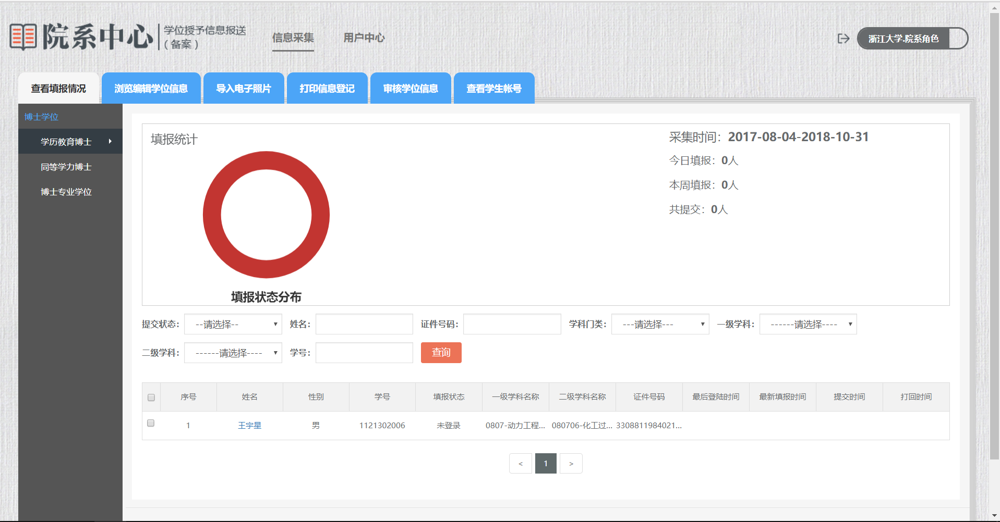 院系中心
学位授予信息报送
（备案）
信息采集
用户中心
浙江大学-院系角色
查看填报情况
浏览编辑学位信息
导入电子照片
打印信息登记
审核学位信息
查看学生帐号
博士学位
学历教育博士
同等学力博士
博士专业学位
填报统计
填报状态分布
采集时间：2017-08-04-2018-10-31
今日填报：0人
本周填报：0人
共提交：0人
提交状态： --请选择--
姓名：
证件号码：
学科门类： ---请选择---
一级学科： ------请选择----
二级学科： ------请选择----
学号：
查询
序号 姓名 性别 学号 填报状态 一级学科名称 二级学科名称 证件号码 最后登陆时间 最新填报时间 提交时间 打回时间
1 王宇星 男 1121302006 未登录 0807-动力工程... 080706-化工过... 3308811984021...
< 1 >